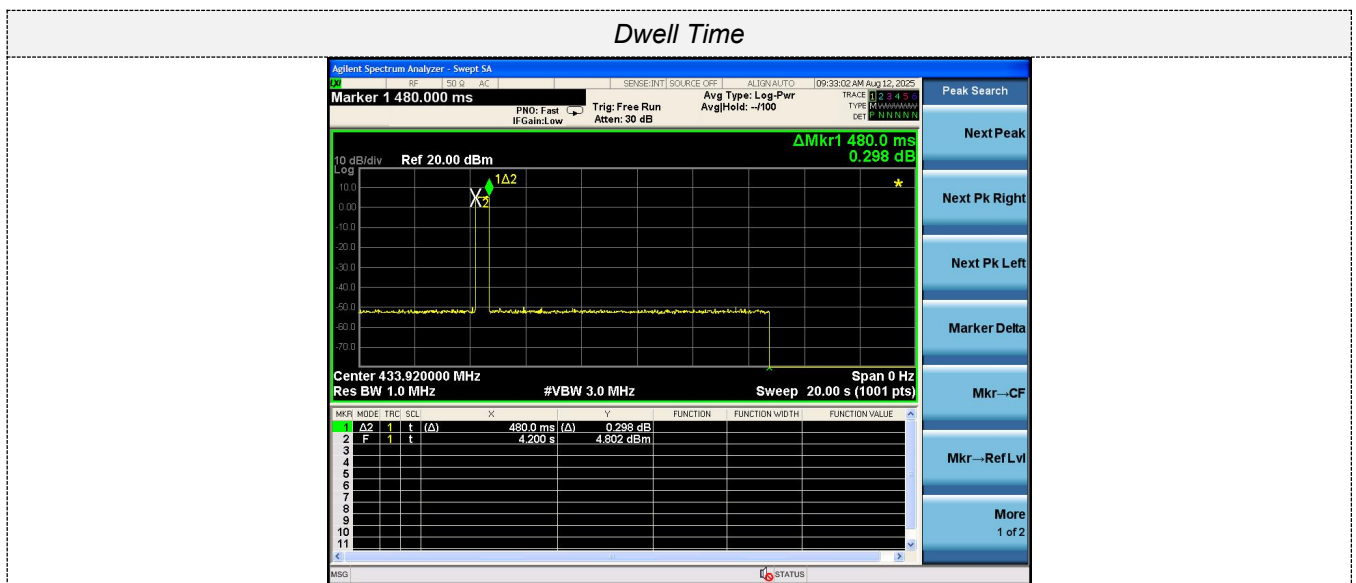 Dwell Time
Agilent Spectrum Analyzer - Swept SA
RF 50 Ω AC SENSE:INT SOURCE OFF ALIGNAUTO 09:33:02 AM Aug 12, 2025
Marker 1 480.000 ms
PNO: Fast
IFGain:Low
Trig: Free Run
Atten: 30 dB
Avg Type: Log-Pwr
Avg|Hold: --/100
TRACE 1 2 3 4 5 6
TYPE M
DET P N N N N N
Peak Search
Next Peak
Next Pk Right
Next Pk Left
Marker Delta
Mkr→CF
Mkr→Ref Lvl
More
1 of 2
ΔMkr1 480.0 ms
0.298 dB
10 dB/div Ref 20.00 dBm
Log
1Δ2
2
10.0
0.00
-10.0
-20.0
-30.0
-40.0
-50.0
-60.0
-70.0
Center 433.920000 MHz Span 0 Hz
Res BW 1.0 MHz #VBW 3.0 MHz Sweep 20.00 s (1001 pts)
MKR MODE TRC SCL X Y FUNCTION FUNCTION WIDTH FUNCTION VALUE
1 Δ2 1 t (Δ) 480.0 ms (Δ) 0.298 dB
2 F 1 t 4.200 s 4.802 dBm
3
4
5
6
7
8
9
10
11
MSG STATUS